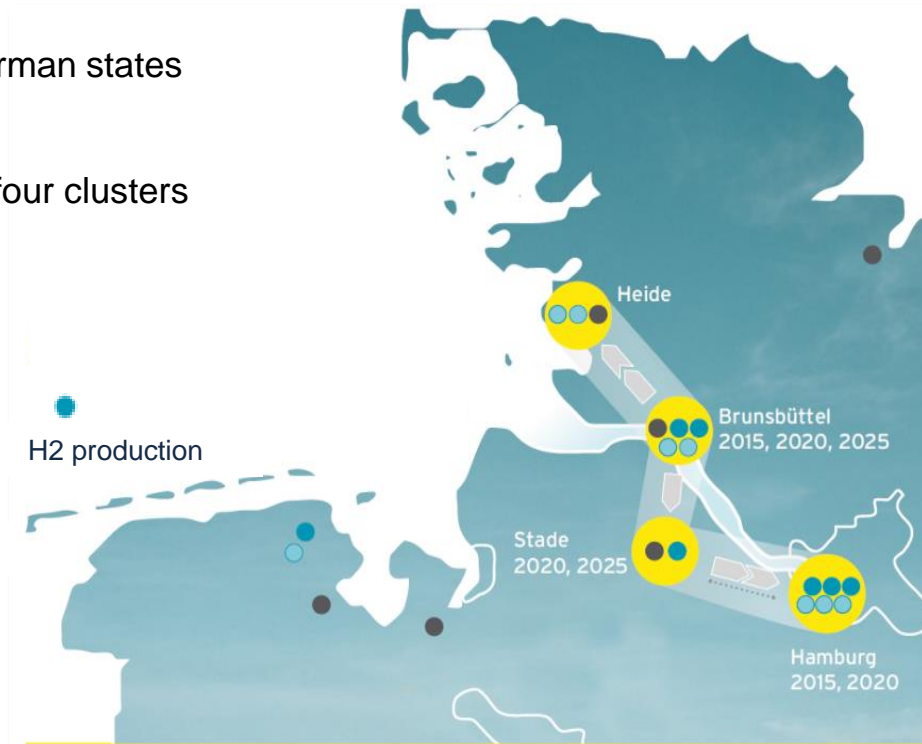 rman states
four clusters
Heide
Brunsbüttel
2015, 2020, 2025
H2 production
Stade
2020, 2025
Hamburg
2015, 2020